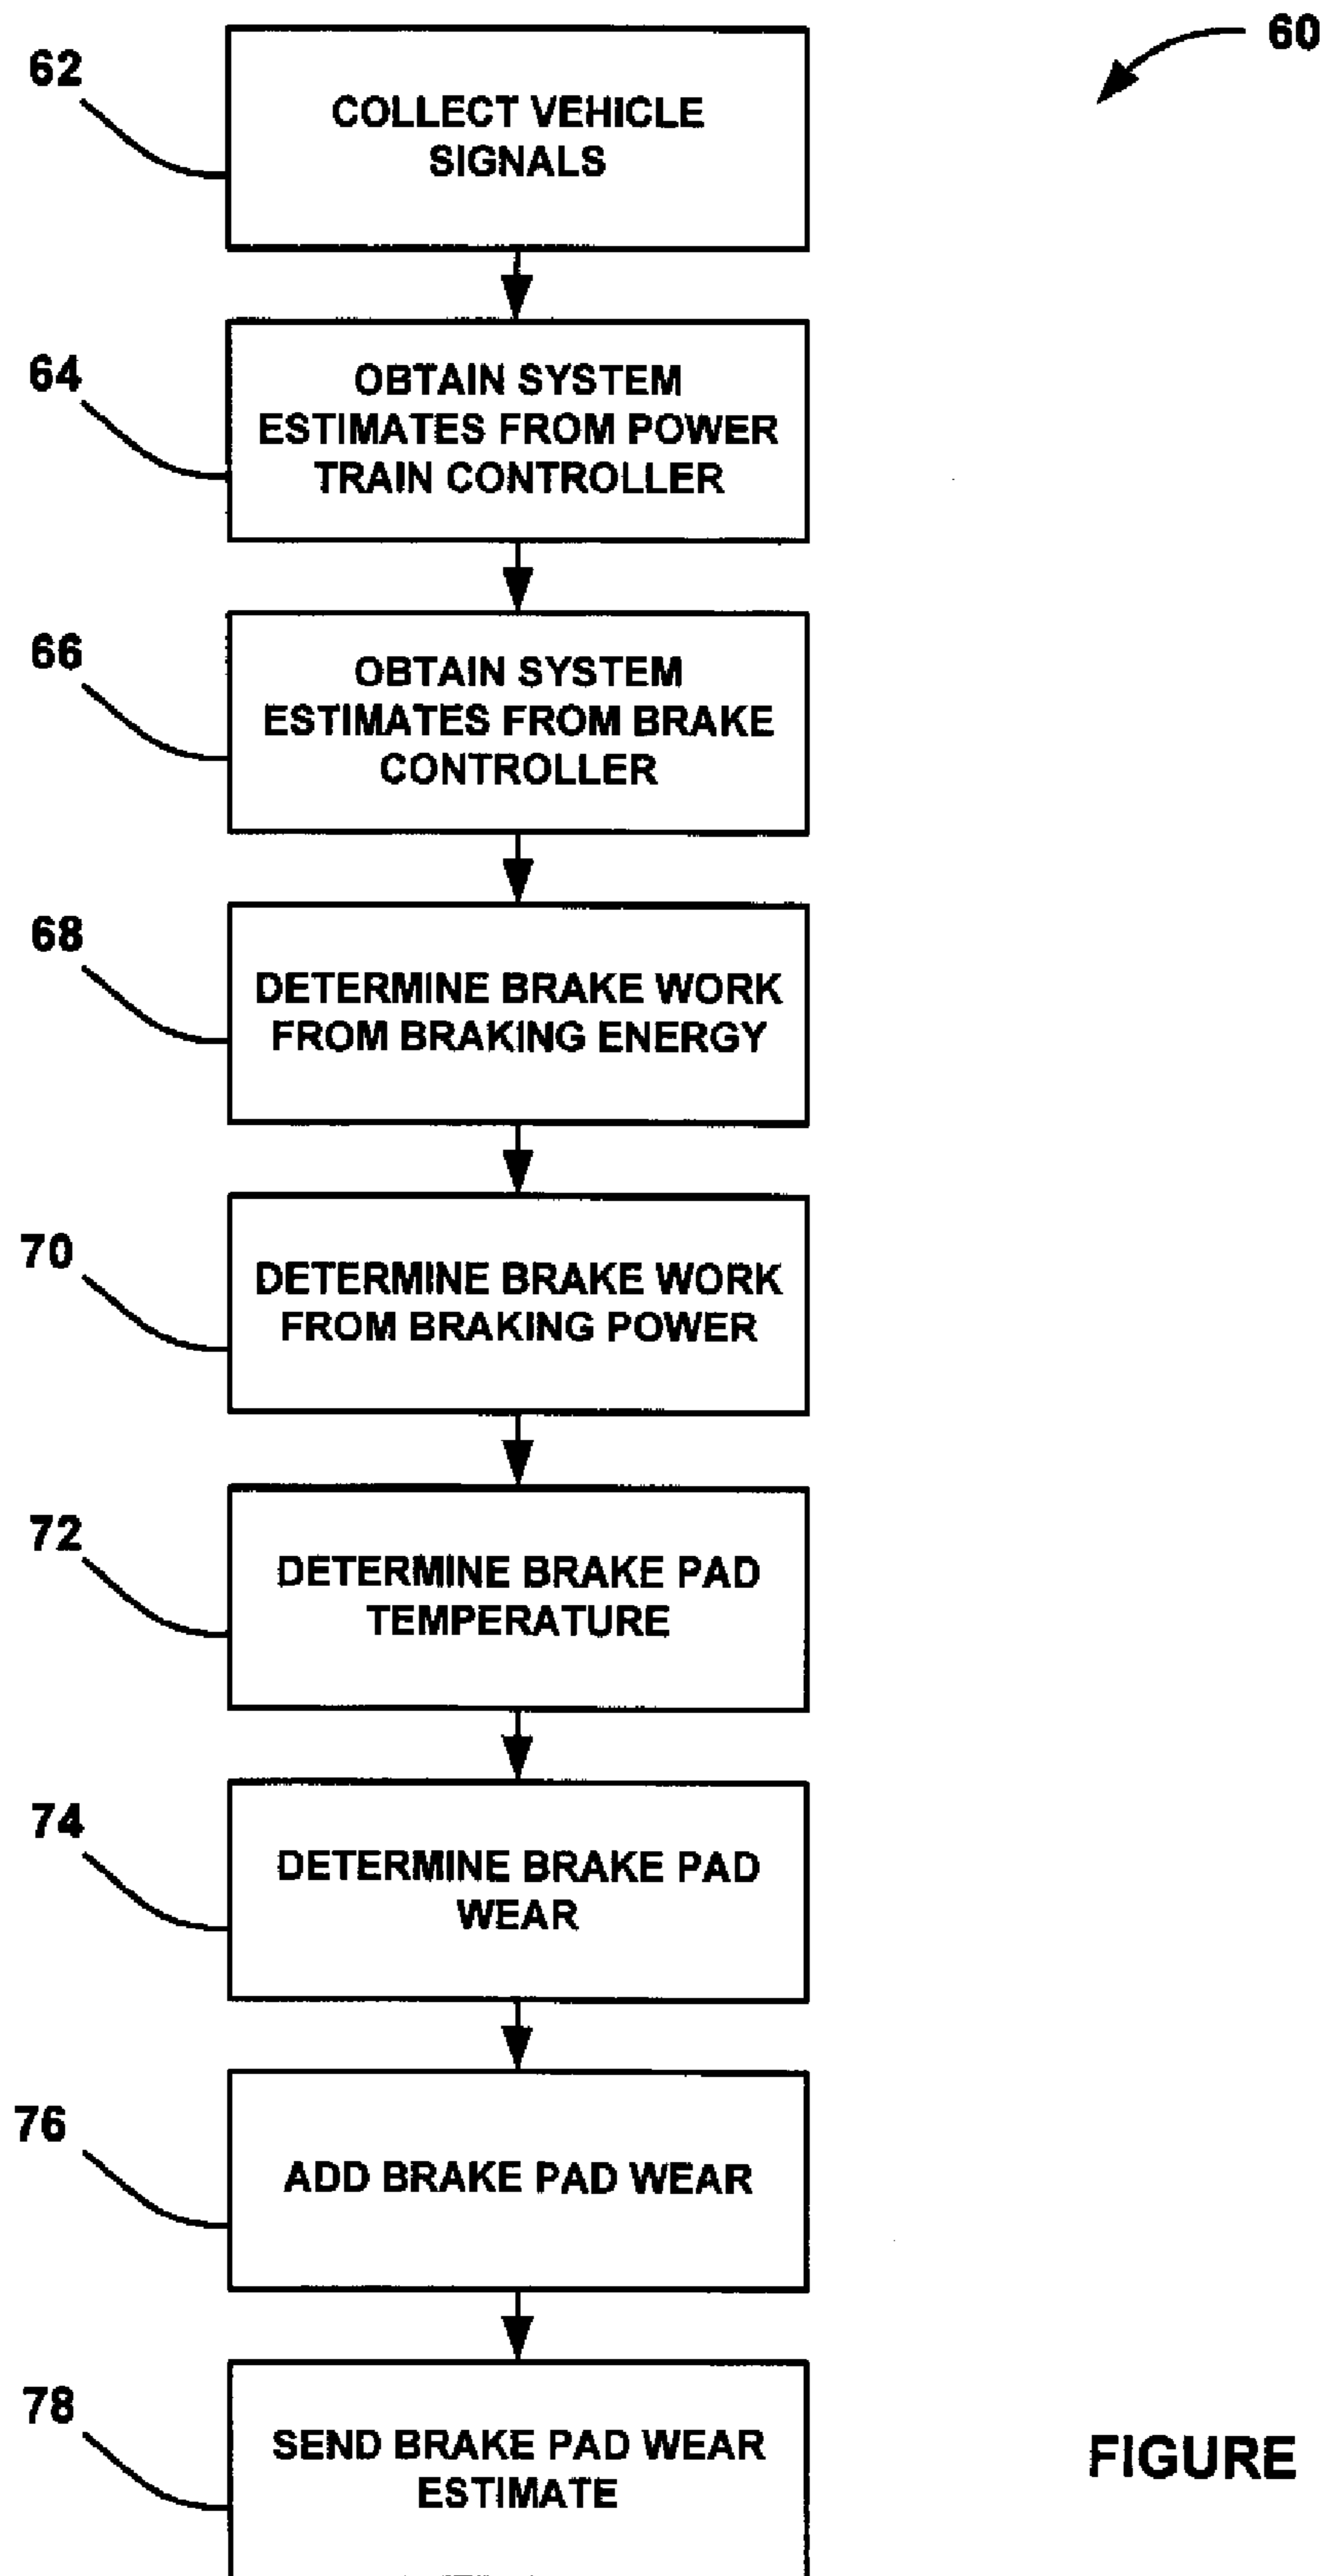 60
62
COLLECT VEHICLE
SIGNALS
64
OBTAIN SYSTEM
ESTIMATES FROM POWER
TRAIN CONTROLLER
66
OBTAIN SYSTEM
ESTIMATES FROM BRAKE
CONTROLLER
68
DETERMINE BRAKE WORK
FROM BRAKING ENERGY
70
DETERMINE BRAKE WORK
FROM BRAKING POWER
72
DETERMINE BRAKE PAD
TEMPERATURE
74
DETERMINE BRAKE PAD
WEAR
76
ADD BRAKE PAD WEAR
78
SEND BRAKE PAD WEAR
ESTIMATE
FIGURE